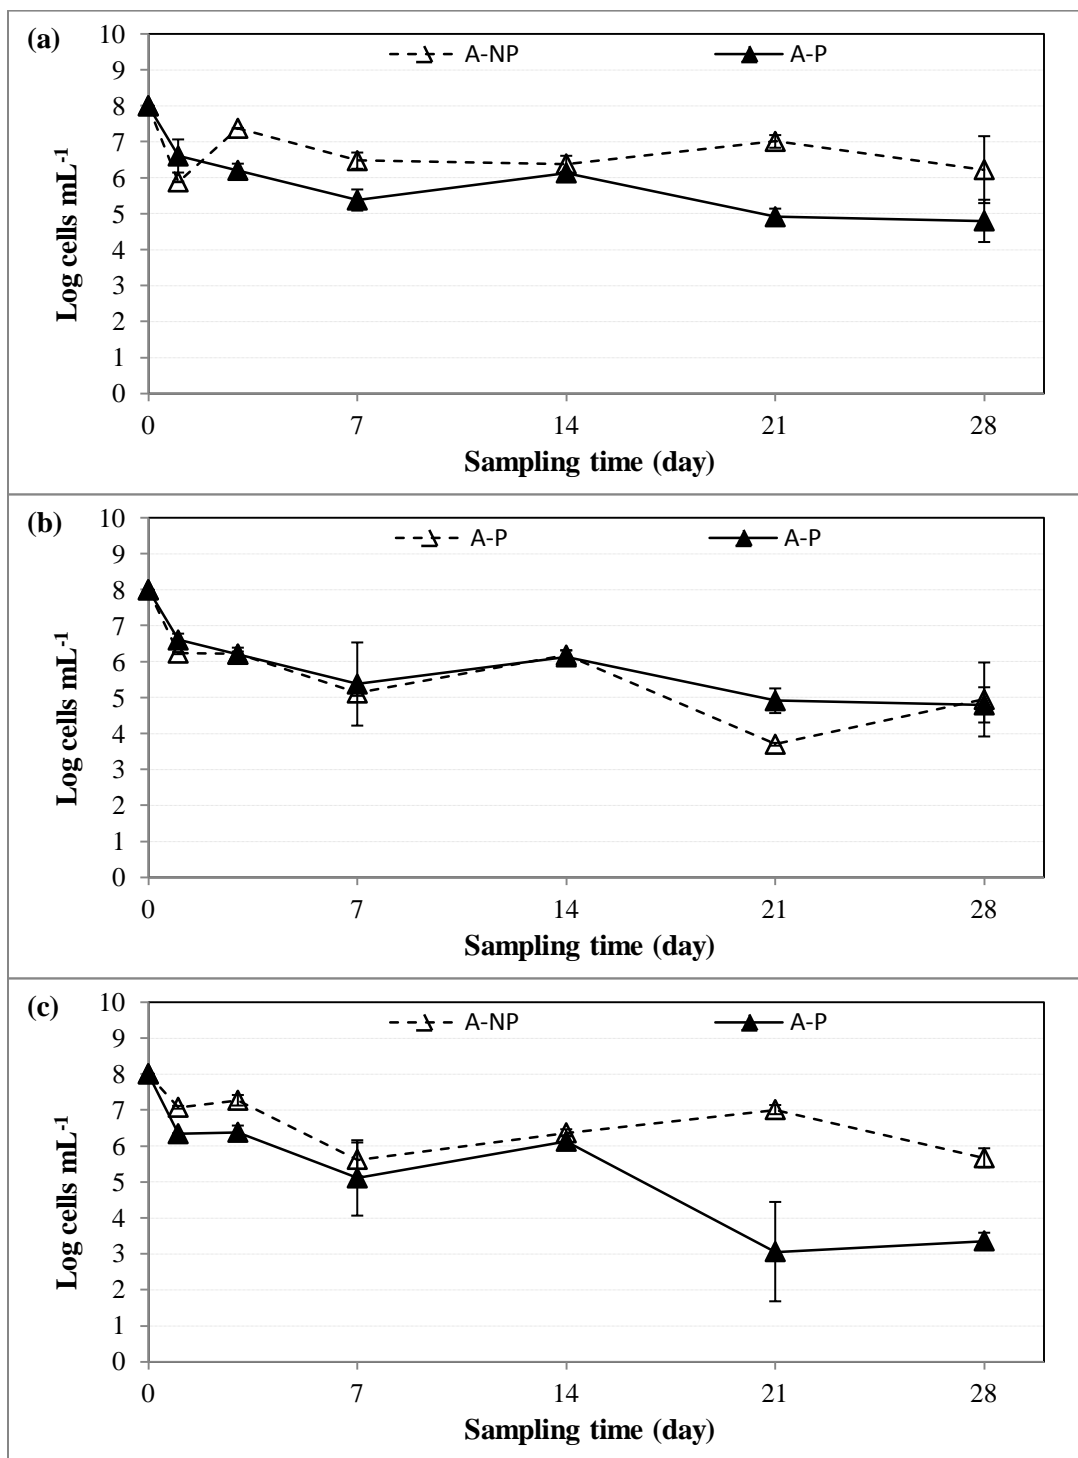 (a)
A-NP A-P
10
9
8
7
6
5
4
3
2
1
0
Log cells mL⁻¹
0 7 14 21 28
Sampling time (day)
(b)
A-P A-P
10
9
8
7
6
5
4
3
2
1
0
Log cells mL⁻¹
0 7 14 21 28
Sampling time (day)
(c)
A-NP A-P
10
9
8
7
6
5
4
3
2
1
0
Log cells mL⁻¹
0 7 14 21 28
Sampling time (day)